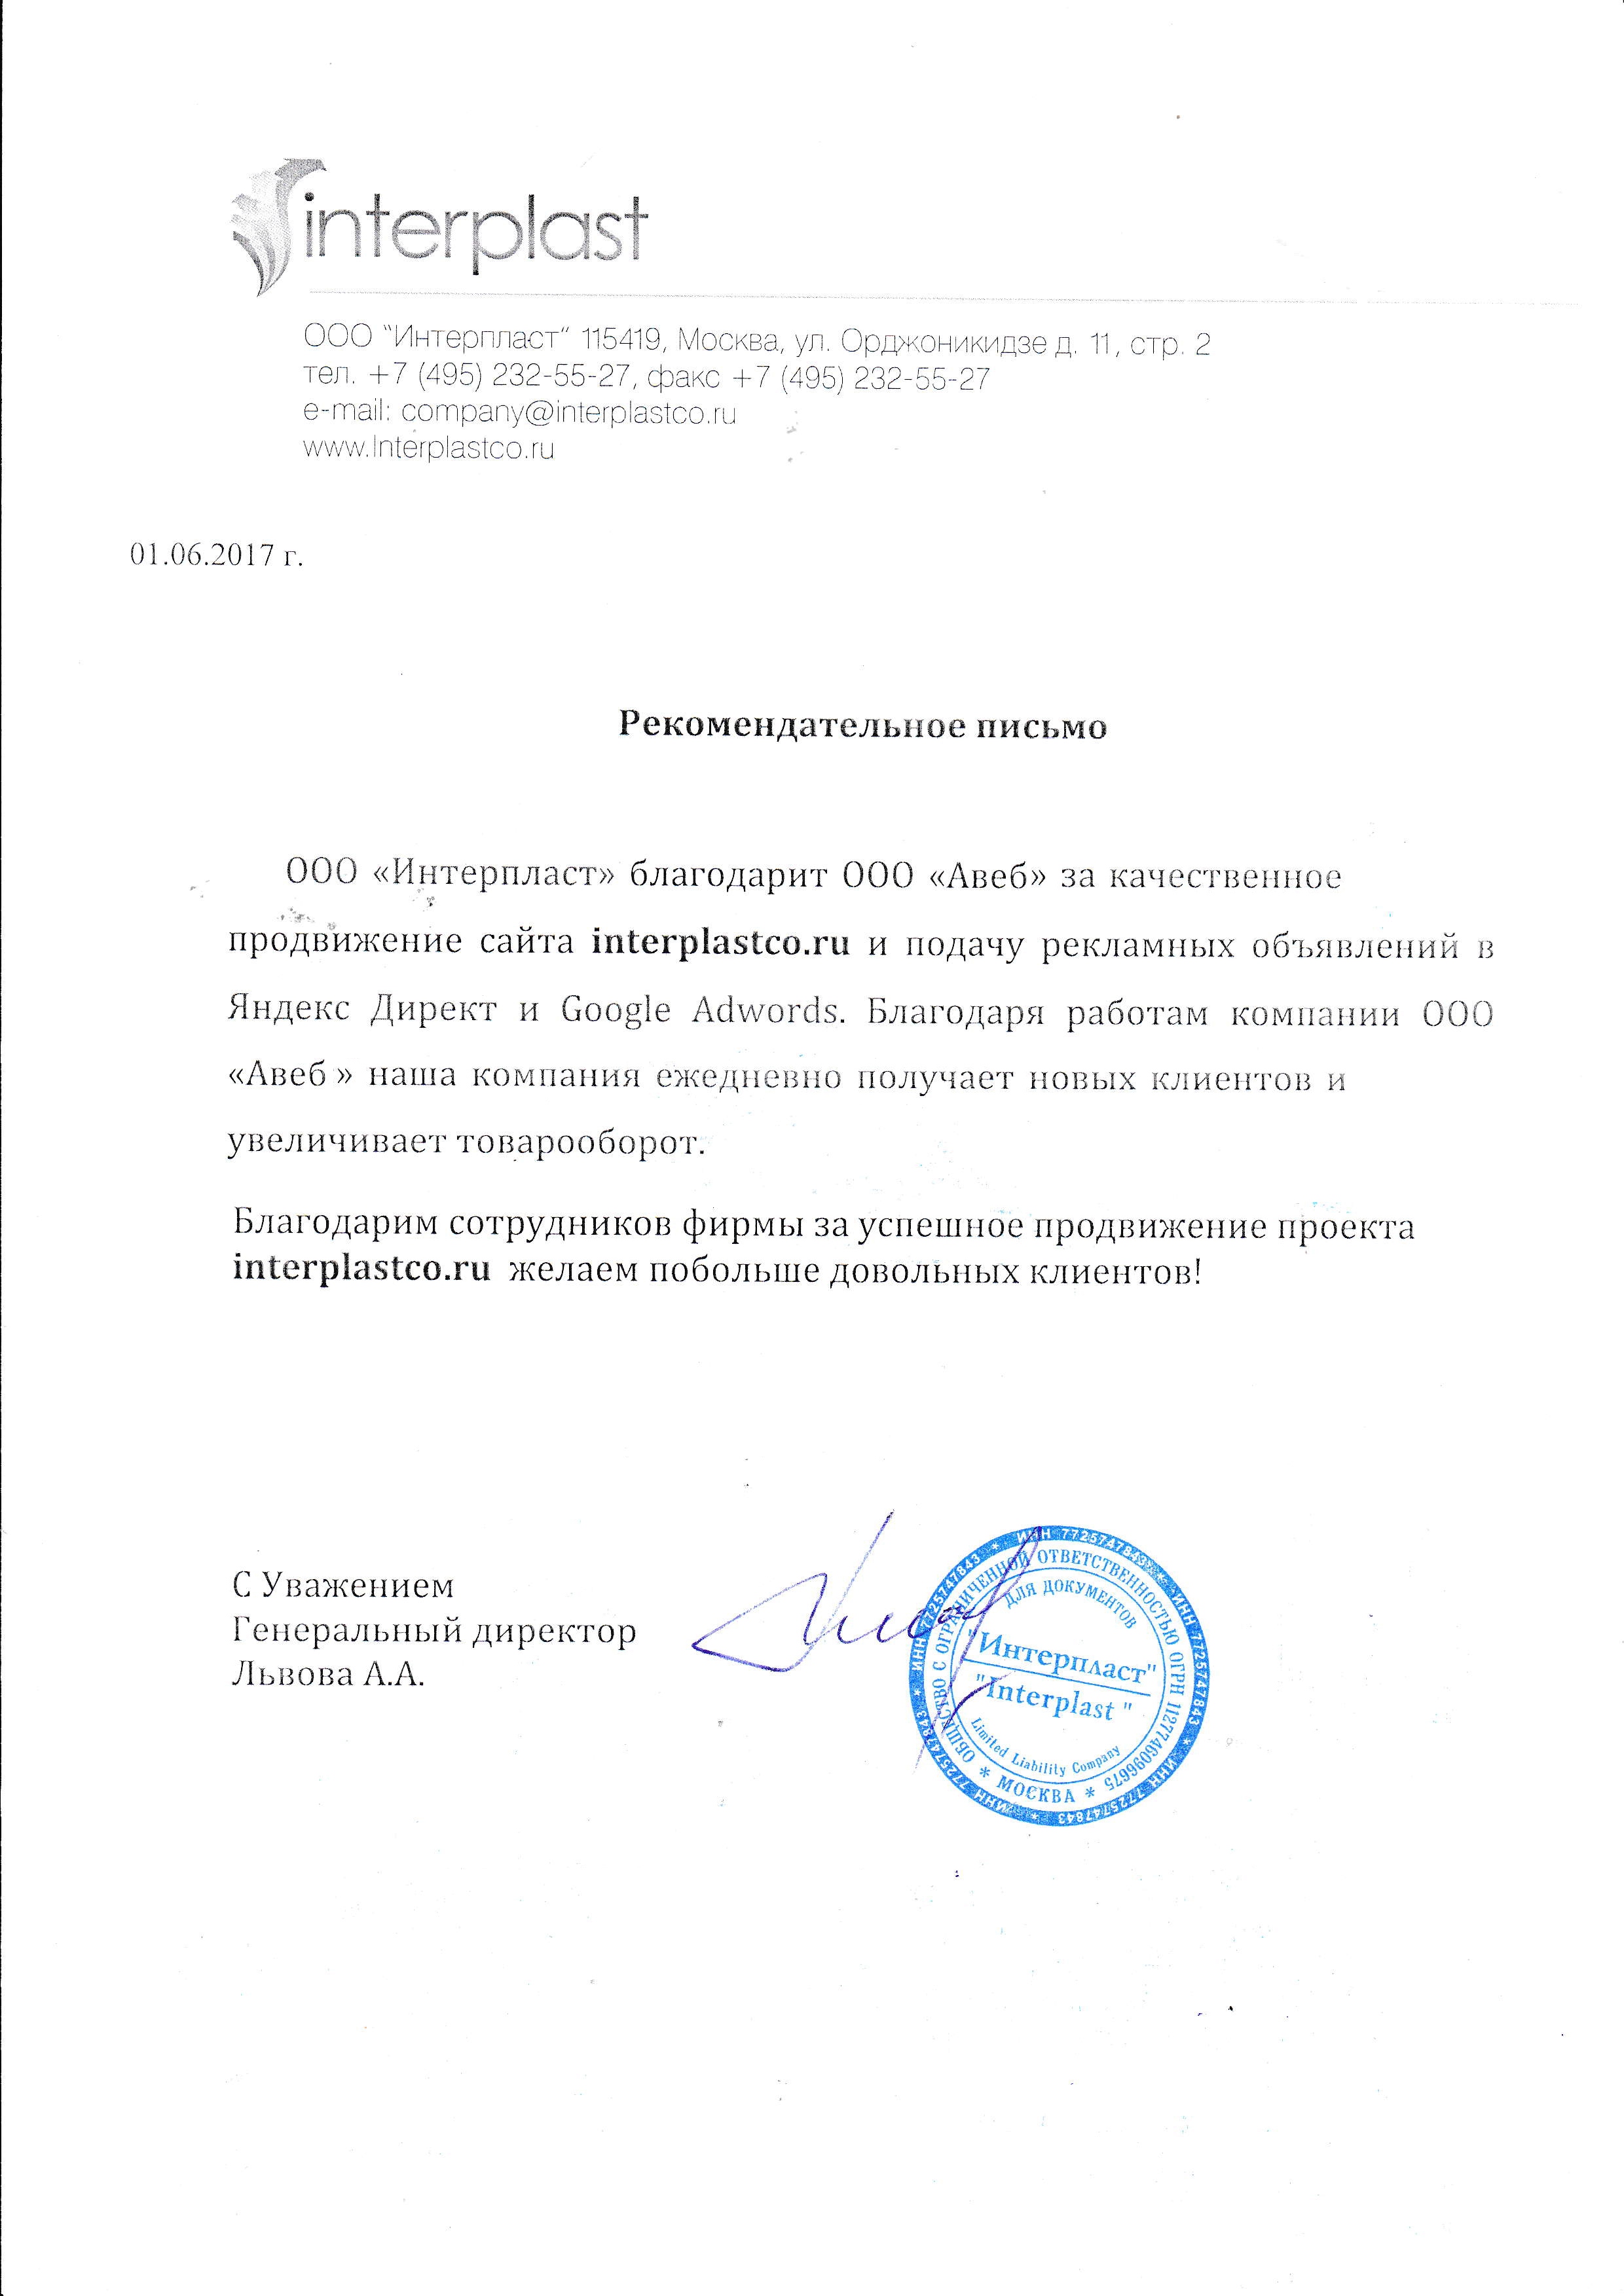 interplast
ООО "Интерпласт" 115419, Москва, ул. Орджоникидзе д. 11, стр. 2
тел. +7 (495) 232-55-27, факс +7 (495) 232-55-27
e-mail: company@interplastco.ru
www.Interplastco.ru
01.06.2017 г.
Рекомендательное письмо
ООО «Интерпласт» благодарит ООО «Авеб» за качественное
продвижение сайта interplastco.ru и подачу рекламных объявлений в
Яндекс Директ и Google Adwords. Благодаря работам компании ООО
«Авеб » наша компания ежедневно получает новых клиентов и
увеличивает товарооборот.
Благодарим сотрудников фирмы за успешное продвижение проекта
interplastco.ru желаем побольше довольных клиентов!
С Уважением
Генеральный директор
Львова А.А.
ИНН 7725747843 * ИНН 7725747843 * ИНН 7725747843 * ИНН 7725747843 * ИНН 7725747843 *
ОБЩЕСТВО С ОГРАНИЧЕННОЙ ОТВЕТСТВЕННОСТЬЮ ОГРН 1127746096675
* МОСКВА *
ДЛЯ ДОКУМЕНТОВ
"Интерпласт"
"Interplast "
Limited Liability Company